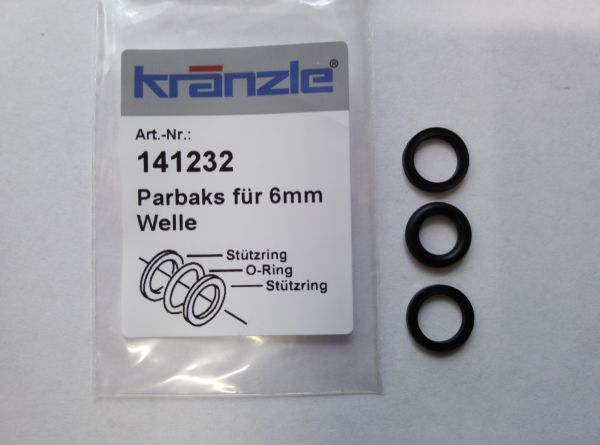 kränzle®
Art.-Nr.:
141232
Parbaks für 6mm
Welle
Stützring
O-Ring
Stützring